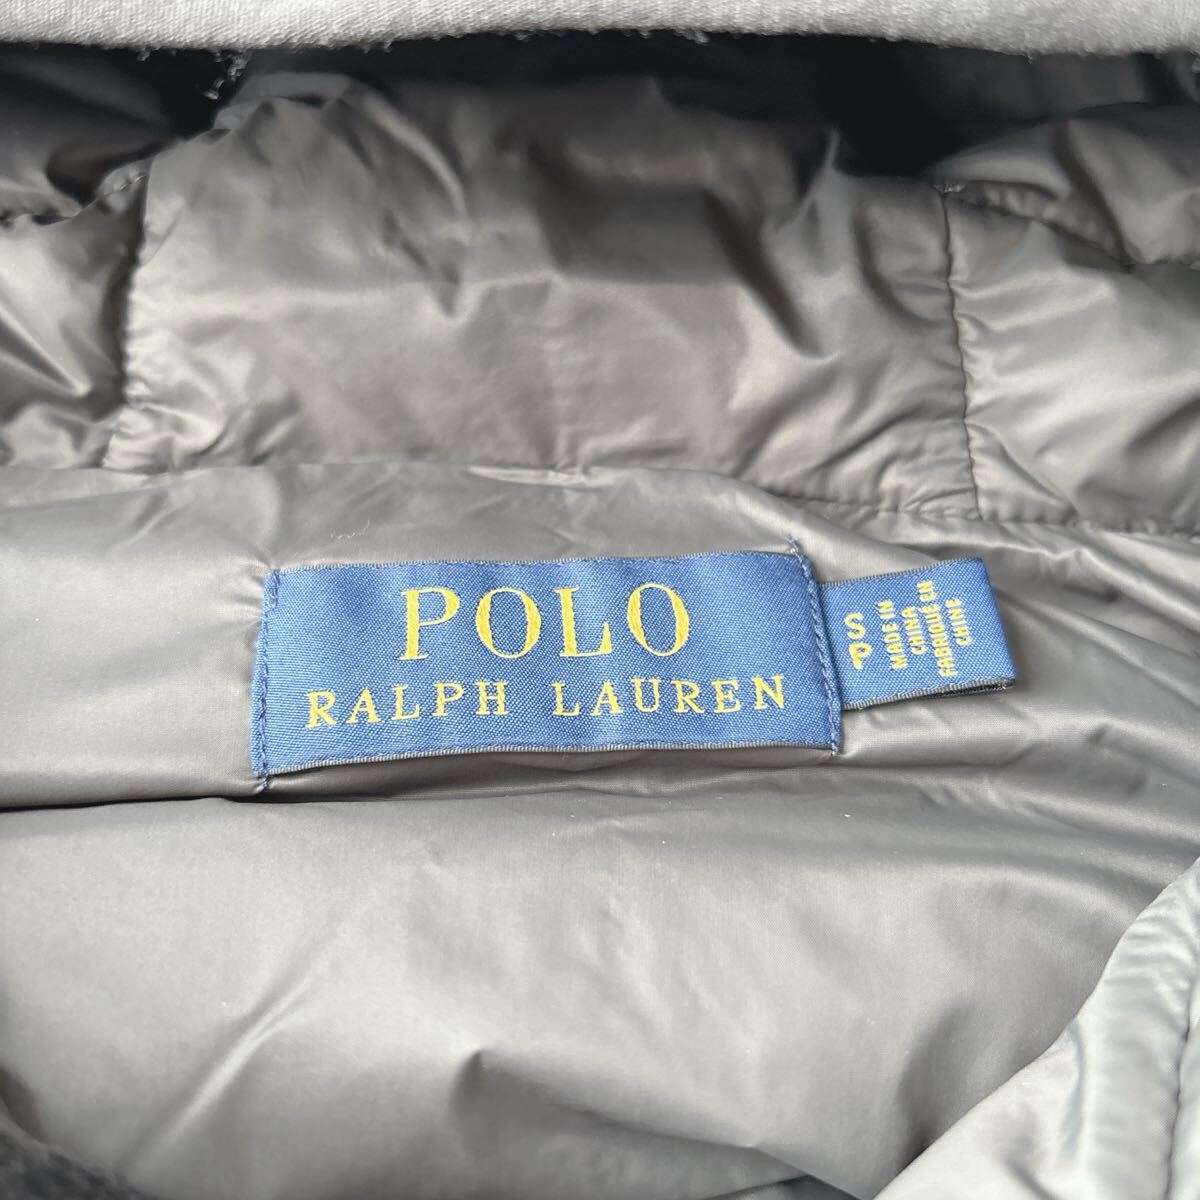 POLO
RALPH LAUREN
S
P
MADE IN
CHINA
FABRIQUÉ EN
CHINE